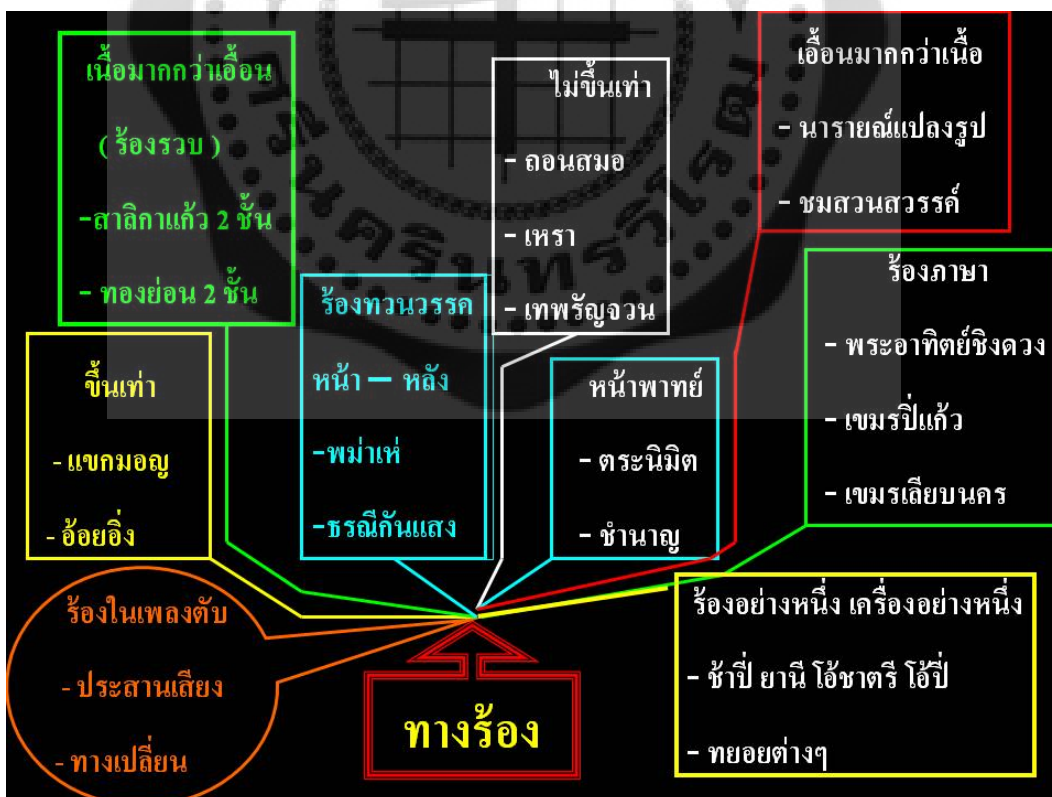 เนื้อมากกว่าเอื้อน
( ร้องรวบ )
-สาลิกาแก้ว 2 ชั้น
- ทองย่อน 2 ชั้น
ไม่ขึ้นเท่า
- ถอนสมอ
- เหรา
- เทพรัญจวน
เอื้อนมากกว่าเนื้อ
- นารายณ์แปลงรูป
- ชมสวนสวรรค์
ขึ้นเท่า
- แขกมอญ
- อ้อยอิ่ง
ร้องทวนวรรค
หน้า – หลัง
-พม่าเห่
-ธรณีกันแสง
หน้าพาทย์
- ตระนิมิต
- ชำนาญ
ร้องภาษา
- พระอาทิตย์ชิงดวง
- เขมรปี่แก้ว
- เขมรเลียบนคร
ร้องในเพลงตับ
- ประสานเสียง
- ทางเปลี่ยน
ทางร้อง
ร้องอย่างหนึ่ง เครื่องอย่างหนึ่ง
- ช้าปี่ ยานี โอ้ชาตรี โอ้ปี่
- ทยอยต่างๆ